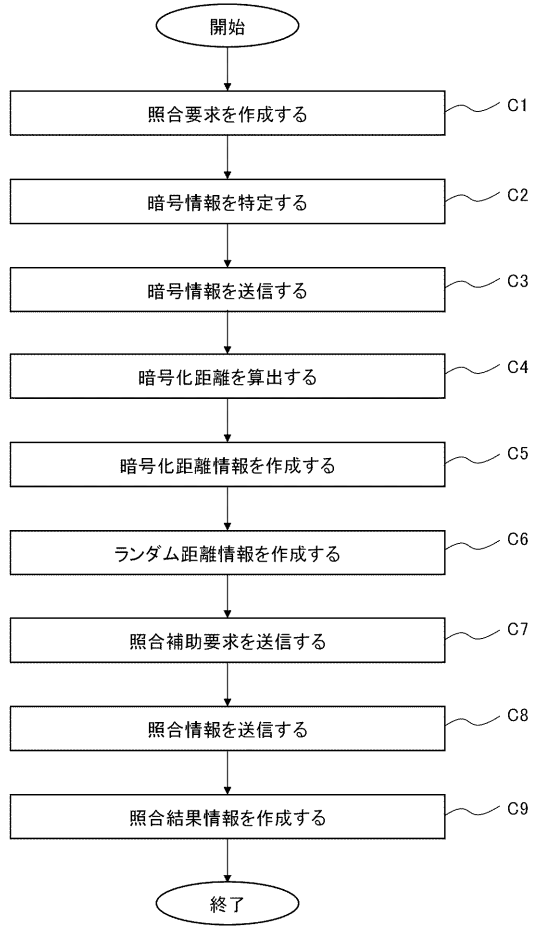 開始
照合要求を作成する
C1
暗号情報を特定する
C2
暗号情報を送信する
C3
暗号化距離を算出する
C4
暗号化距離情報を作成する
C5
ランダム距離情報を作成する
C6
照合補助要求を送信する
C7
照合情報を送信する
C8
照合結果情報を作成する
C9
終了